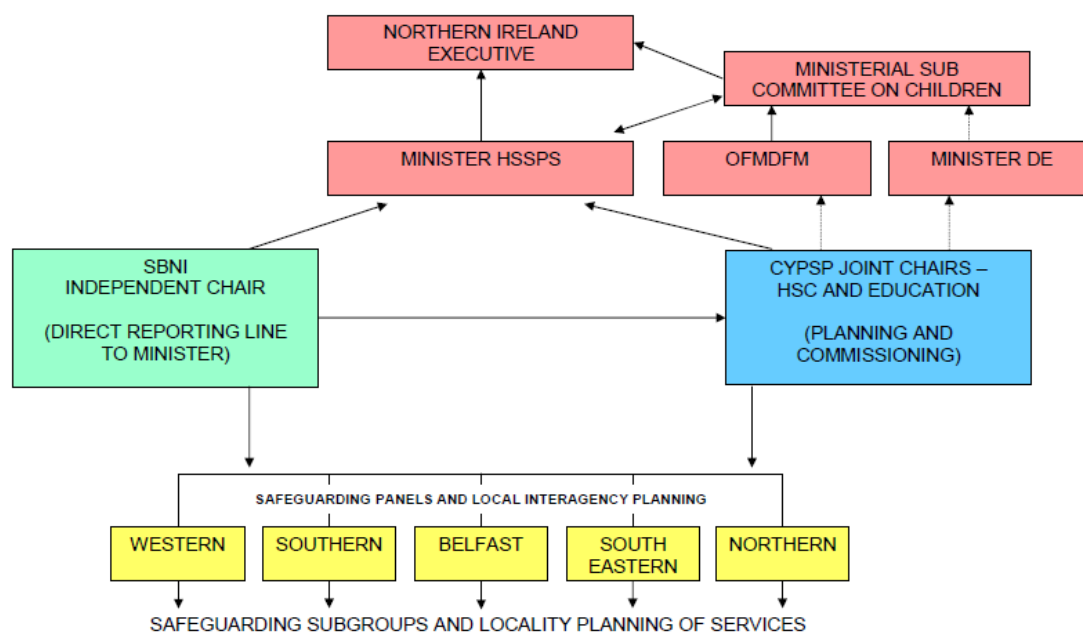 NORTHERN IRELAND
EXECUTIVE
MINISTERIAL SUB
COMMITTEE ON CHILDREN
MINISTER HSSPS
OFMDFM
MINISTER DE
SBNI
INDEPENDENT CHAIR
(DIRECT REPORTING LINE
TO MINISTER)
CYPSP JOINT CHAIRS –
HSC AND EDUCATION
(PLANNING AND
COMMISSIONING)
SAFEGUARDING PANELS AND LOCAL INTERAGENCY PLANNING
WESTERN
SOUTHERN
BELFAST
SOUTH
EASTERN
NORTHERN
SAFEGUARDING SUBGROUPS AND LOCALITY PLANNING OF SERVICES